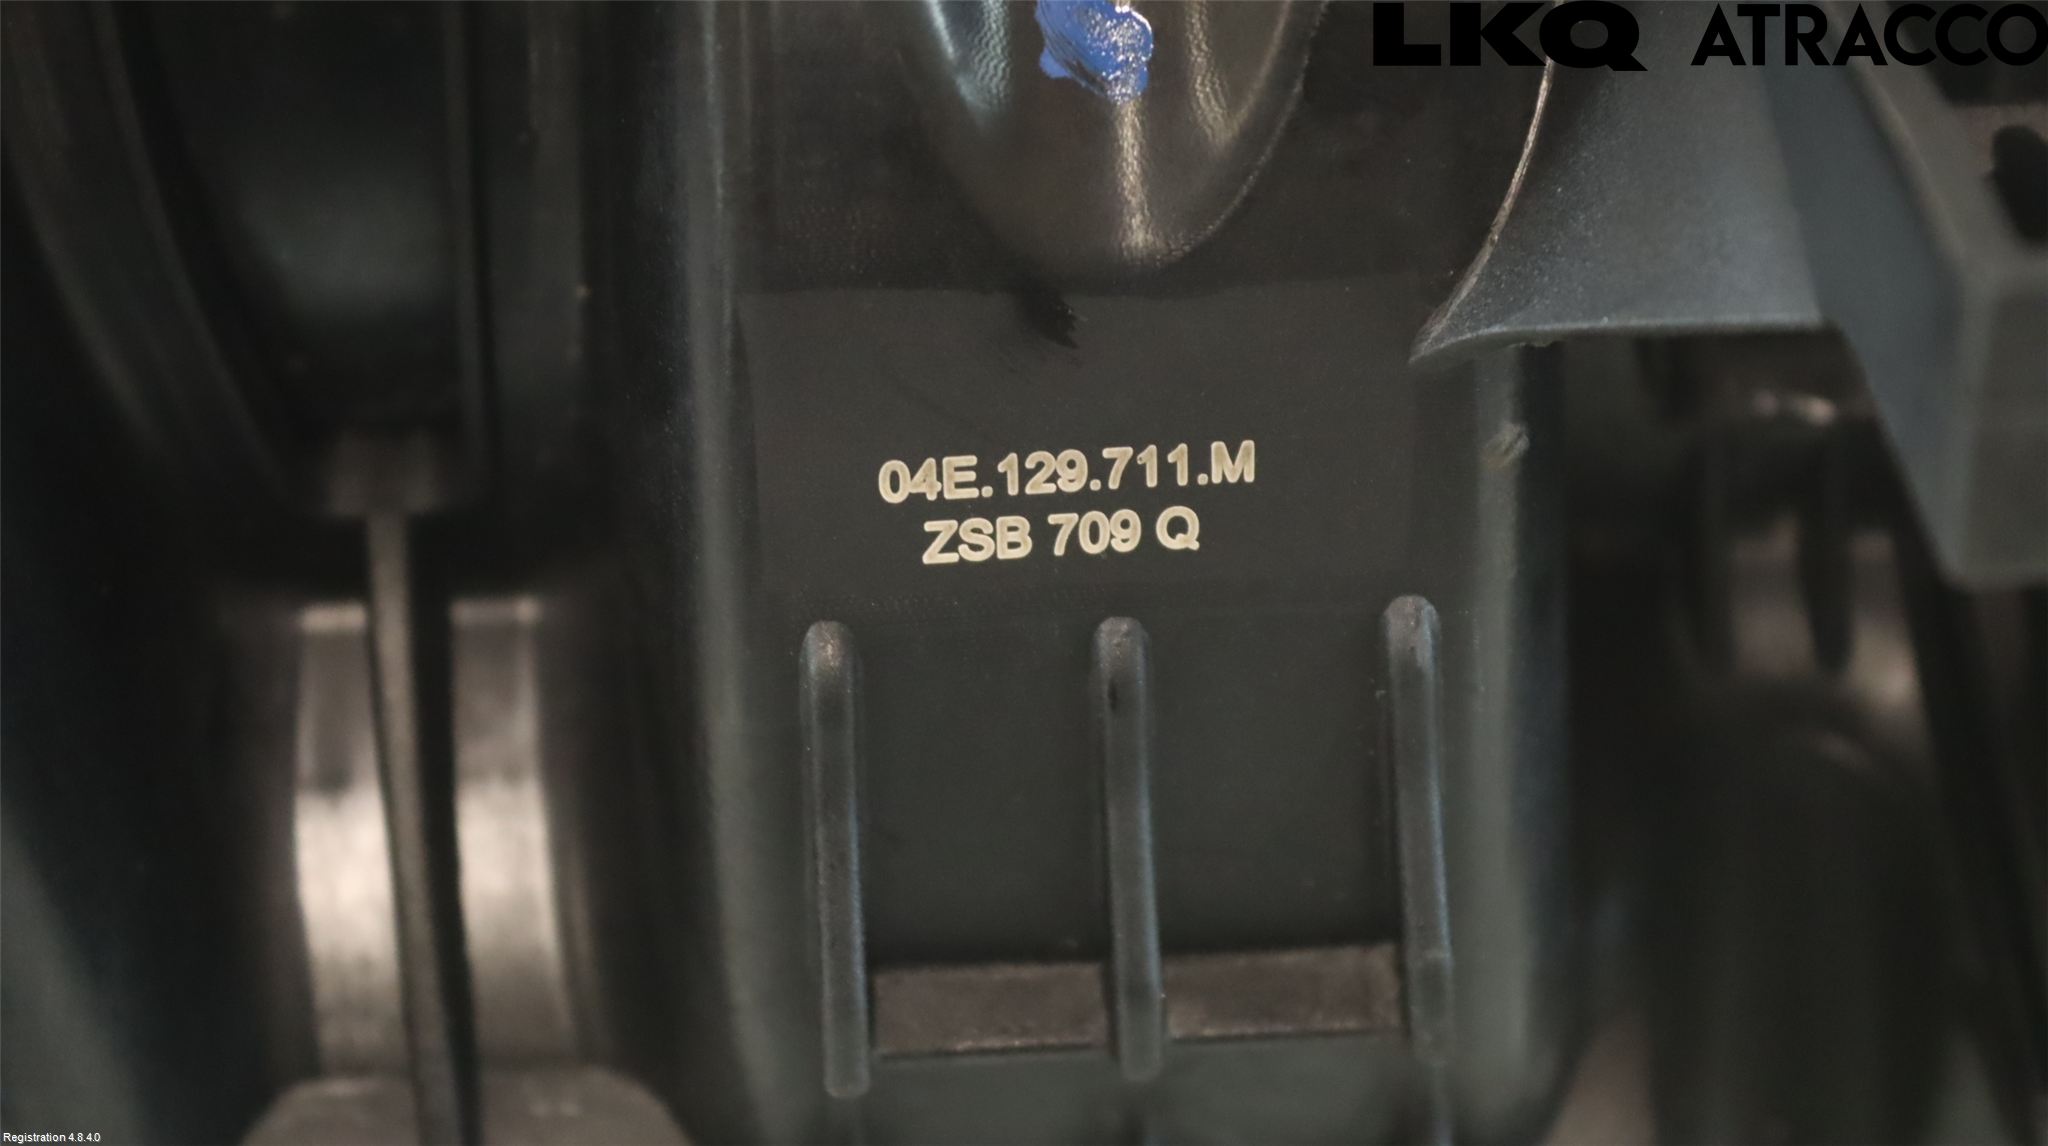 LKQ ATRACCO
04E.129.711.M
ZSB 709 Q
Registration 4.8.4.0